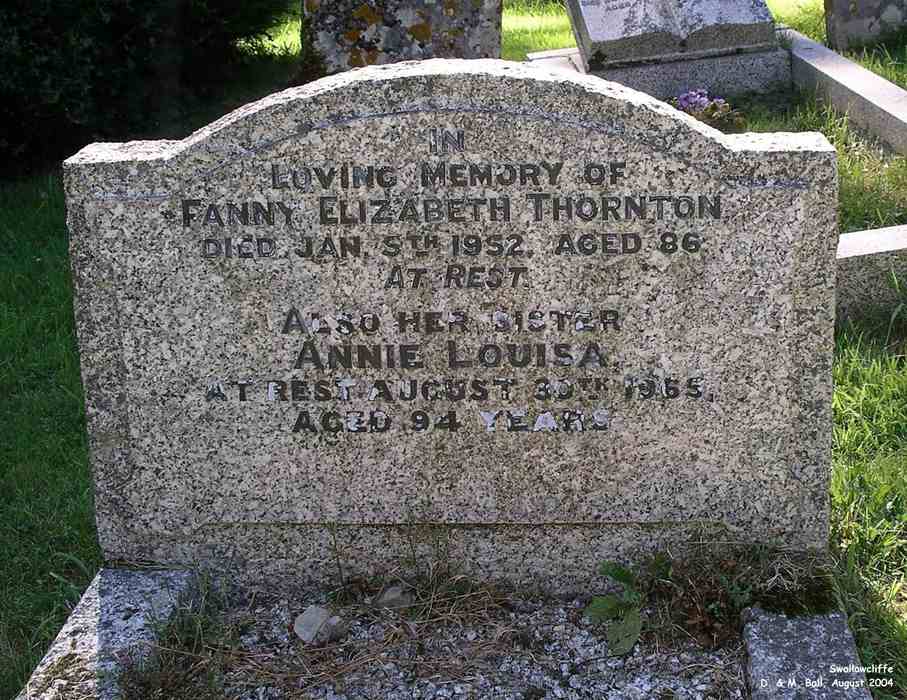 IN
LOVING MEMORY OF
FANNY ELIZABETH THORNTON,
DIED JAN. 5TH 1952. AGED 86
AT REST.
ALSO HER SISTER
ANNIE LOUISA.
AT REST AUGUST 30TH 1965,
AGED 94 YEARS.
Swallowcliffe
D. & M. Ball, August 2004